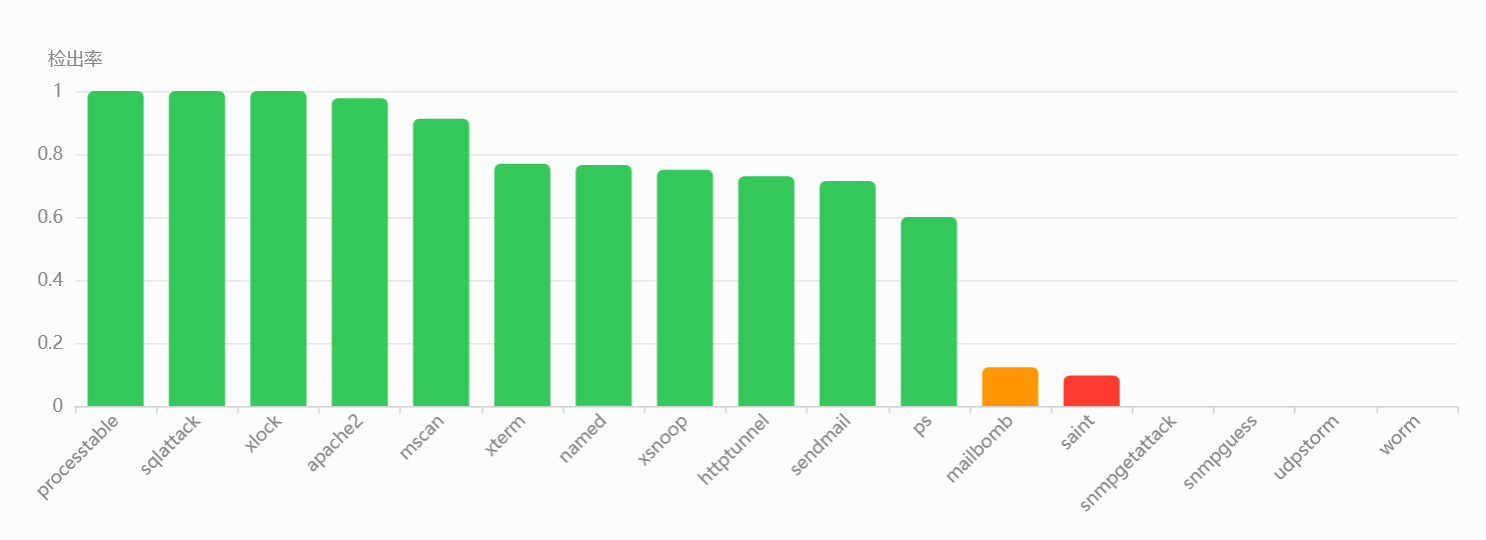 检出率
1
0.8
0.6
0.4
0.2
0
processtable
sqlattack
xlock
apache2
mscan
xterm
named
xsnoop
httptunnel
sendmail
ps
mailbomb
saint
snmpgetattack
snmpguess
udpstorm
worm